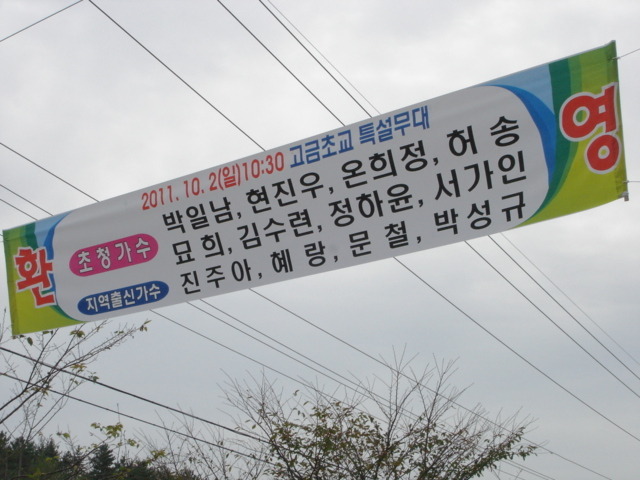 환영
2011. 10. 2(일)10:30 고금초교 특설무대
초청가수 박일남, 현진우, 온희정, 허 송
묘 희, 김수련, 정하윤, 서가인
지역출신가수 진주아, 혜 랑, 문 철, 박성규